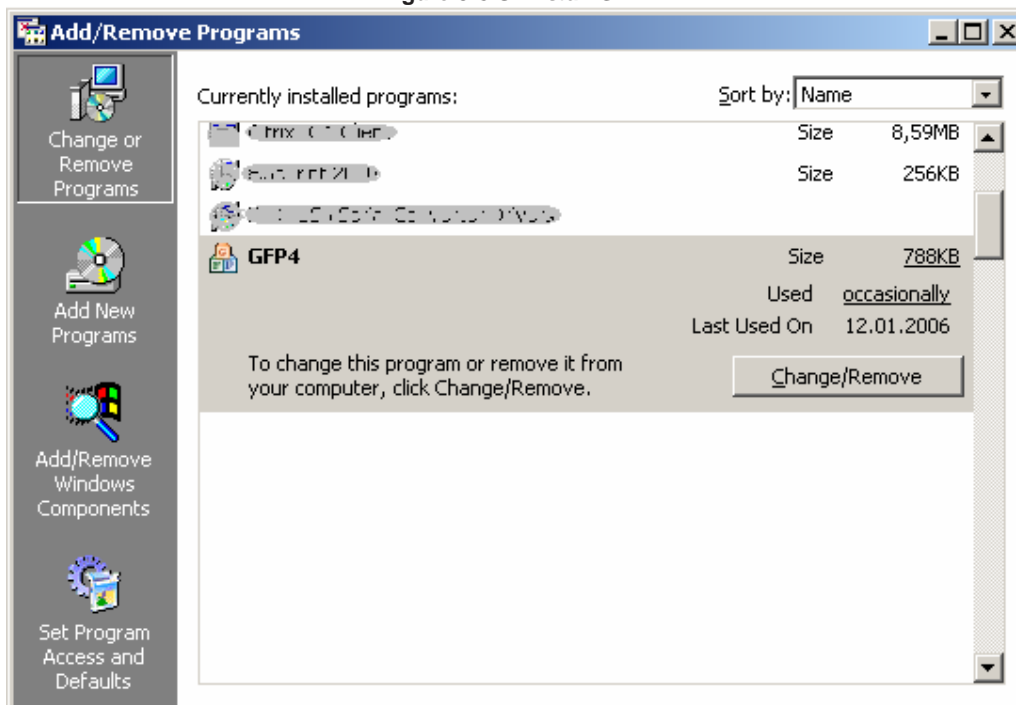 Add/Remove Programs
Change or
Remove
Programs
Add New
Programs
Add/Remove
Windows
Components
Set Program
Access and
Defaults
Currently installed programs:
Sort by: Name
Size 8,59MB
Size 256KB
GFP4 Size 788KB
Used occasionally
Last Used On 12.01.2006
To change this program or remove it from
your computer, click Change/Remove.
Change/Remove